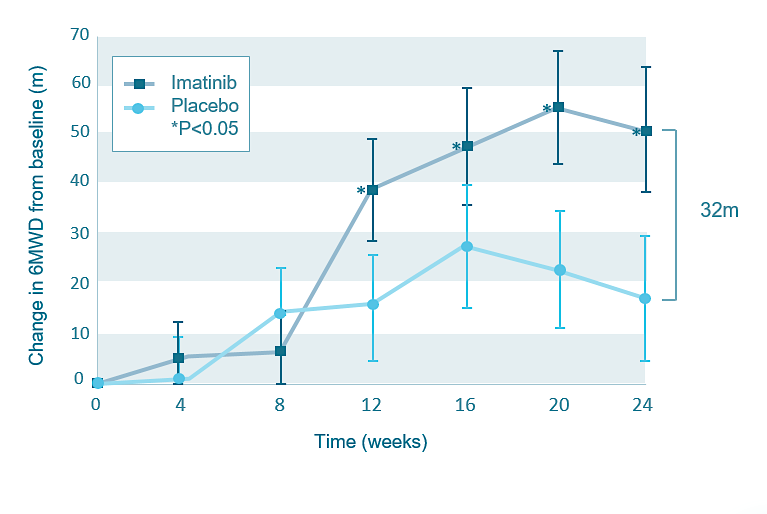 70
60
50
40
30
20
10
0
Change in 6MWD from baseline (m)
Imatinib
Placebo
*P<0.05
*
*
*
*
32m
0 4 8 12 16 20 24
Time (weeks)